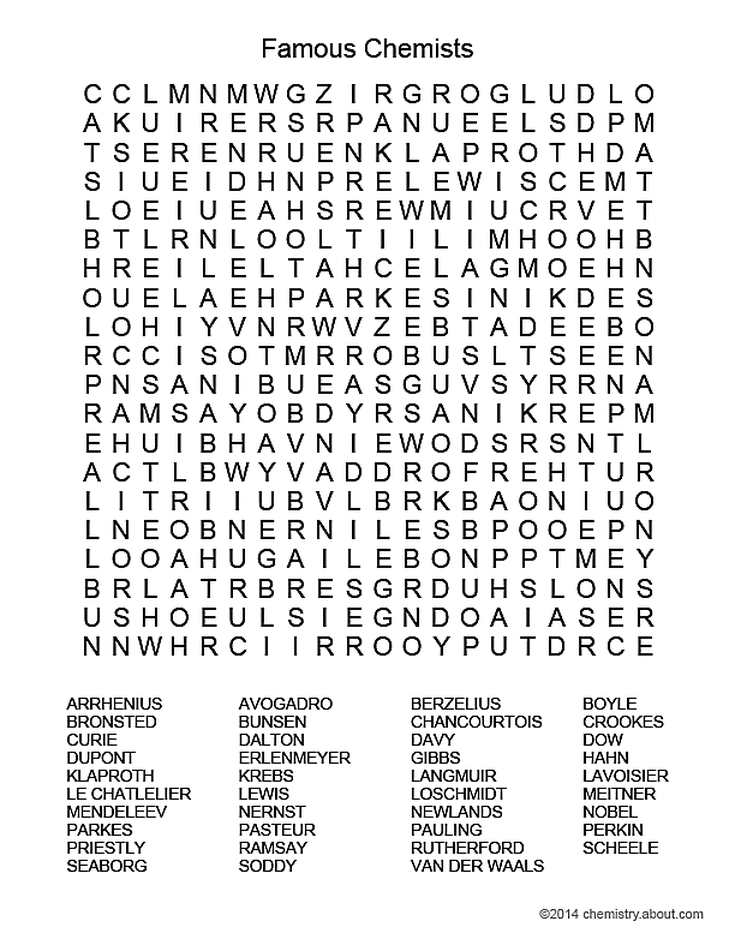 Famous Chemists
C C L M N M W G Z I R G R O G L U D L O
A K U I R E R S R P A N U E E L S D P M
T S E R E N R U E N K L A P R O T H D A
S I U E I D H N P R E L E W I S C E M T
L O E I U E A H S R E W M I U C R V E T
B T L R N L O O L T I I L I M H O O H B
H R E I L E L T A H C E L A G M O E H N
O U E L A E H P A R K E S I N I K D E S
L O H I Y V N R W V Z E B T A D E E B O
R C C I S O T M R R O B U S L T S E E N
P N S A N I B U E A S G U V S Y R R N A
R A M S A Y O B D Y R S A N I K R E P M
E H U I B H A V N I E W O D S R S N T L
A C T L B W Y V A D D R O F R E H T U R
L I T R I I U B V L B R K B A O N I U O
L N E O B N E R N I L E S B P O O E P N
L O O A H U G A I L E B O N P P T M E Y
B R L A T R B R E S G R D U H S L O N S
U S H O E U L S I E G N D O A I A S E R
N N W H R C I I R R O O Y P U T D R C E
ARRHENIUS AVOGADRO BERZELIUS BOYLE
BRONSTED BUNSEN CHANCOURTOIS CROOKES
CURIE DALTON DAVY DOW
DUPONT ERLENMEYER GIBBS HAHN
KLAPROTH KREBS LANGMUIR LAVOISIER
LE CHATLELIER LEWIS LOSCHMIDT MEITNER
MENDELEEV NERNST NEWLANDS NOBEL
PARKES PASTEUR PAULING PERKIN
PRIESTLY RAMSAY RUTHERFORD SCHEELE
SEABORG SODDY VAN DER WAALS
©2014 chemistry.about.com